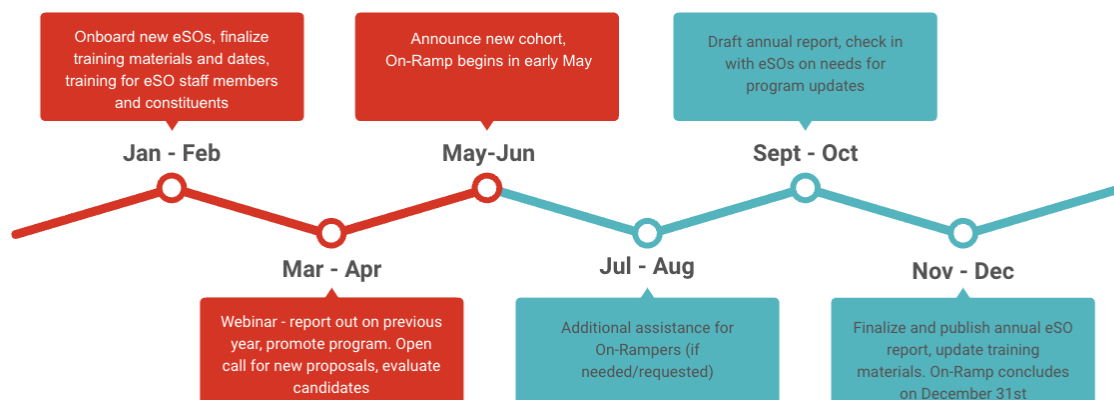 Onboard new eSOs, finalize
training materials and dates,
training for eSO staff members
and constituents
Jan - Feb
Webinar - report out on previous
year, promote program. Open
call for new proposals, evaluate
candidates
Mar - Apr
Announce new cohort,
On-Ramp begins in early May
May-Jun
Additional assistance for
On-Rampers (if
needed/requested)
Jul - Aug
Draft annual report, check in
with eSOs on needs for
program updates
Sept - Oct
Nov - Dec
Finalize and publish annual eSO
report, update training
materials. On-Ramp concludes
on December 31st